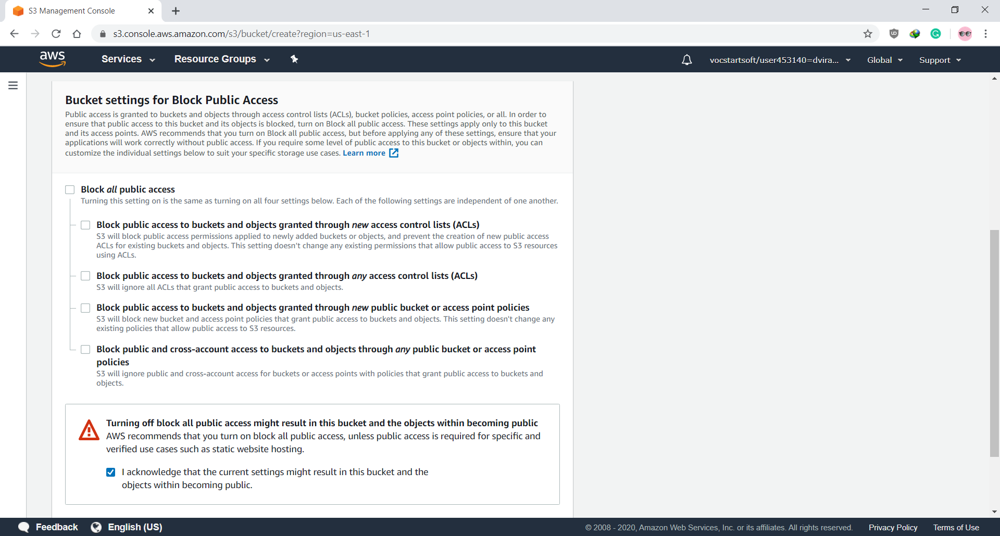 S3 Management Console
s3.console.aws.amazon.com/s3/bucket/create?region=us-east-1
aws
Services
Resource Groups
vocstartsoft/user453140=dvira...
Global
Support
Bucket settings for Block Public Access
Public access is granted to buckets and objects through access control lists (ACLs), bucket policies, access point policies, or all. In order to
ensure that public access to this bucket and its objects is blocked, turn on Block all public access. These settings apply only to this bucket
and its access points. AWS recommends that you turn on Block all public access, but before applying any of these settings, ensure that your
applications will work correctly without public access. If you require some level of public access to this bucket or objects within, you can
customize the individual settings below to suit your specific storage use cases. Learn more
Block all public access
Turning this setting on is the same as turning on all four settings below. Each of the following settings are independent of one another.
Block public access to buckets and objects granted through new access control lists (ACLs)
S3 will block public access permissions applied to newly added buckets or objects, and prevent the creation of new public access
ACLs for existing buckets and objects. This setting doesn't change any existing permissions that allow public access to S3 resources
using ACLs.
Block public access to buckets and objects granted through any access control lists (ACLs)
S3 will ignore all ACLs that grant public access to buckets and objects.
Block public access to buckets and objects granted through new public bucket or access point policies
S3 will block new bucket and access point policies that grant public access to buckets and objects. This setting doesn't change any
existing policies that allow public access to S3 resources.
Block public and cross-account access to buckets and objects through any public bucket or access point
policies
S3 will ignore public and cross-account access for buckets or access points with policies that grant public access to buckets and
objects.
Turning off block all public access might result in this bucket and the objects within becoming public
AWS recommends that you turn on block all public access, unless public access is required for specific and
verified use cases such as static website hosting.
I acknowledge that the current settings might result in this bucket and the
objects within becoming public.
Feedback
English (US)
© 2008 - 2020, Amazon Web Services, Inc. or its affiliates. All rights reserved.
Privacy Policy
Terms of Use